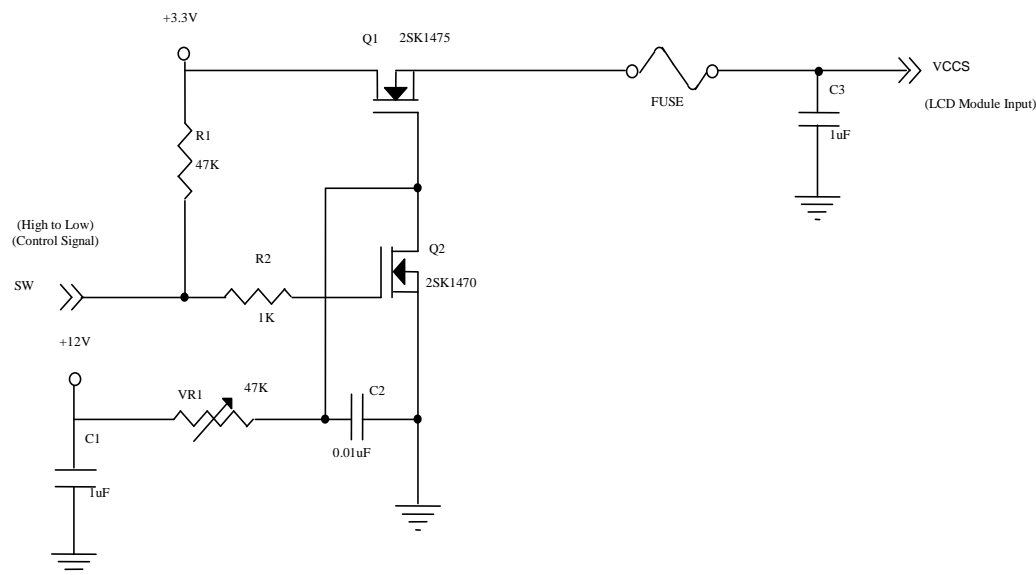 +3.3V
Q1
2SK1475
FUSE
VCCS
(LCD Module Input)
C3
1uF
R1
47K
(High to Low)
(Control Signal)
SW
R2
1K
Q2
2SK1470
+12V
VR1
47K
C2
0.01uF
C1
1uF